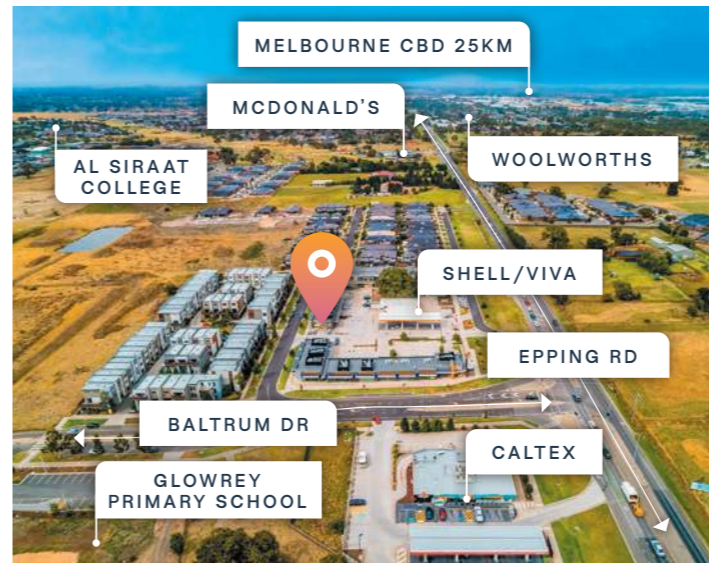 MELBOURNE CBD 25KM
MCDONALD'S
WOOLWORTHS
AL SIRAAT
COLLEGE
SHELL/VIVA
EPPING RD
BALTRUM DR
CALTEX
GLOWREY
PRIMARY SCHOOL